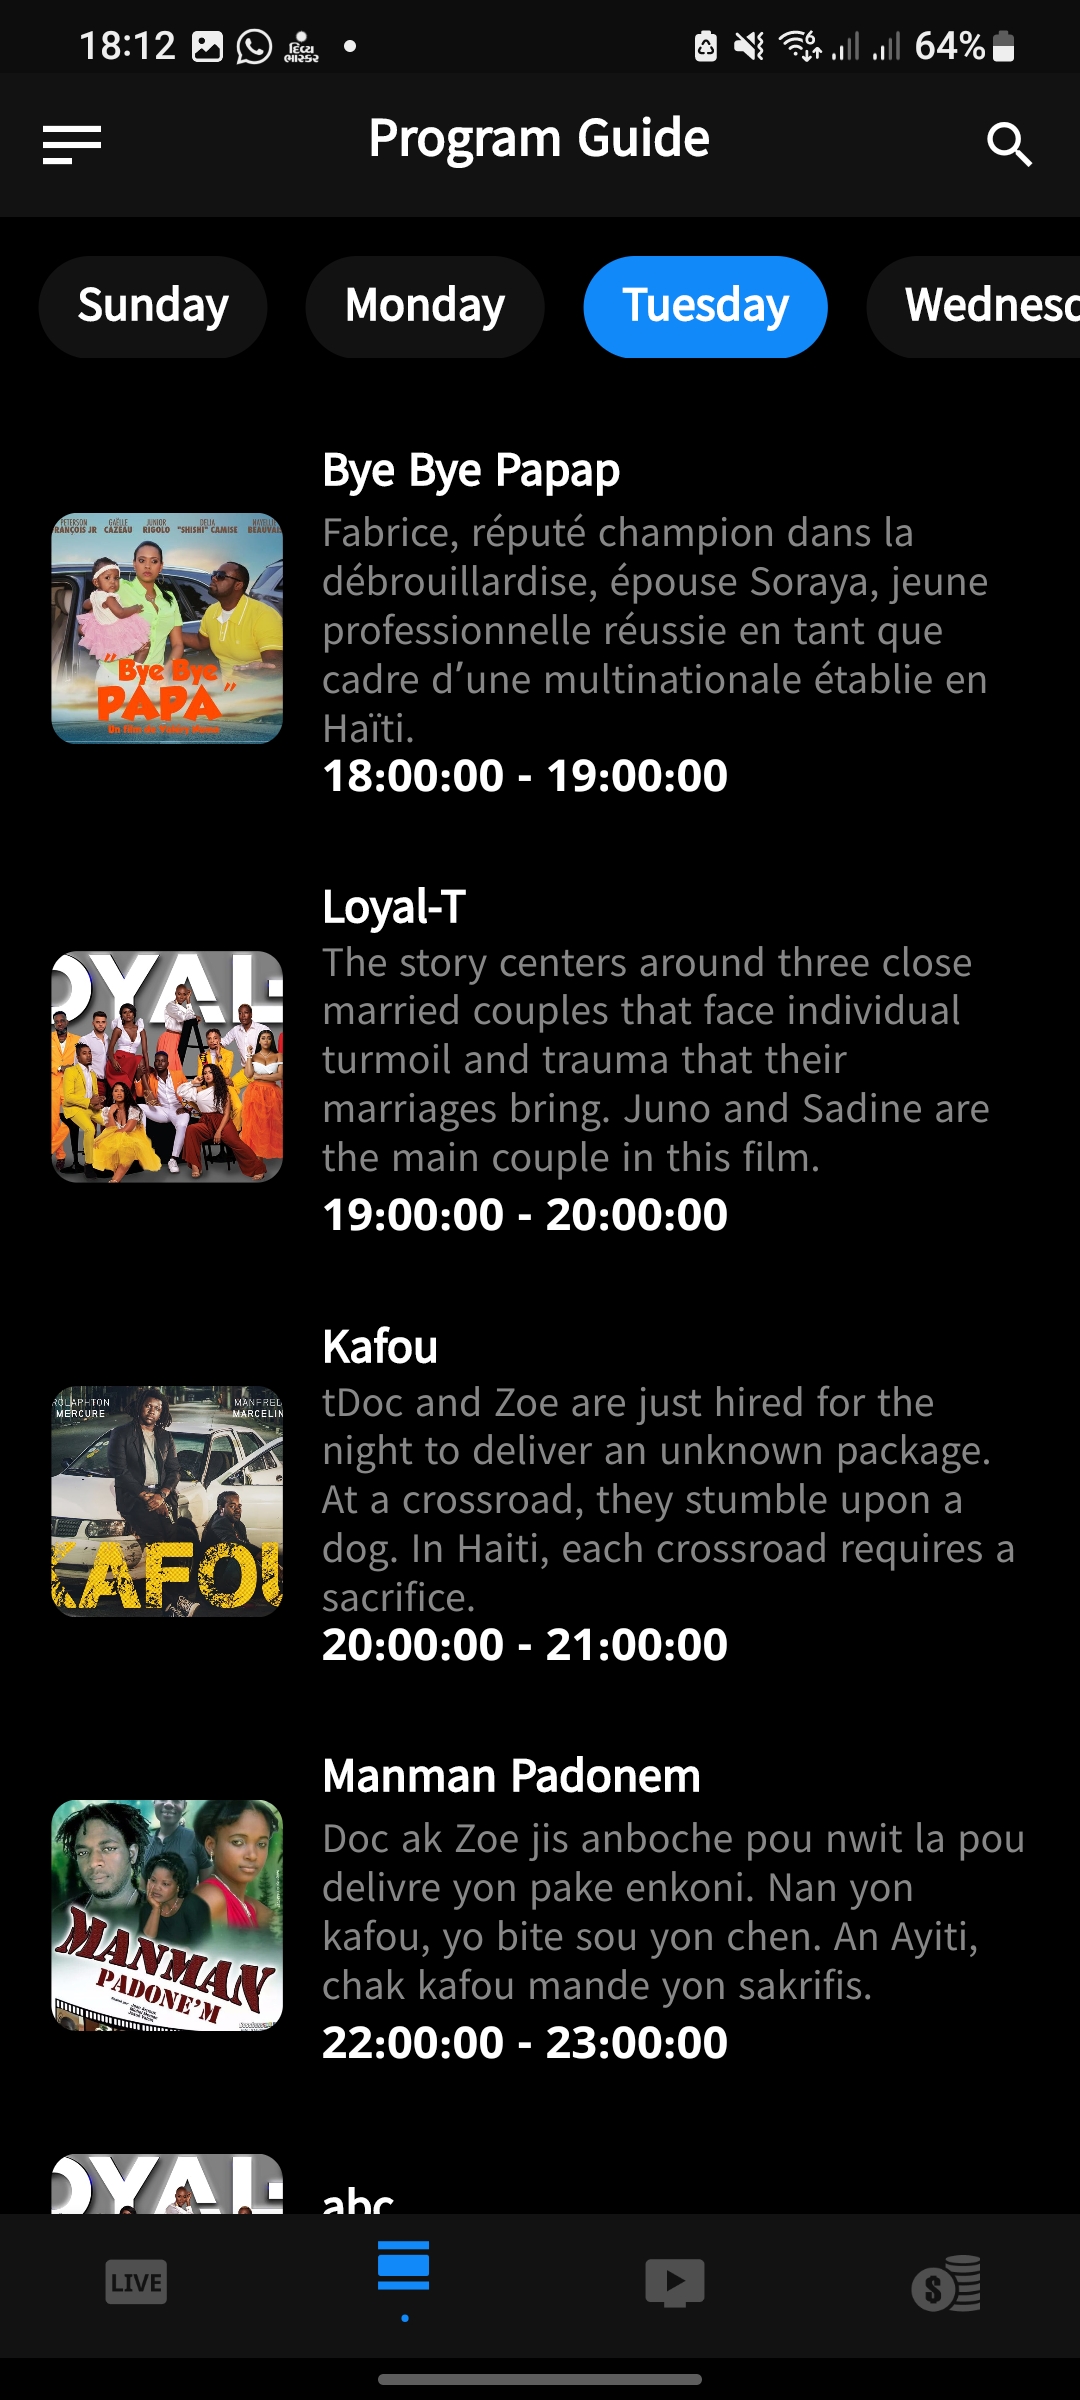 18:12
દિવ્ય
ભાસ્કર
6
64%
Program Guide
Sunday
Monday
Tuesday
Wednesd
Bye Bye Papap
PETERSON GAËLLE JUNIOR DELIA
RANÇOIS JR CAZEAU RIGOLO "SHISHI" CAMISE BEAUVAI
"Bye Bye
PAPA"
Fabrice, réputé champion dans la
débrouillardise, épouse Soraya, jeune
professionnelle réussie en tant que
cadre d’une multinationale établie en
Haïti.
18:00:00 - 19:00:00
Loyal-T
OYAL-
The story centers around three close
married couples that face individual
turmoil and trauma that their
marriages bring. Juno and Sadine are
the main couple in this film.
19:00:00 - 20:00:00
Kafou
ROLAPHTON MANFRED
MERCURE MARCELIN
KAFOU
tDoc and Zoe are just hired for the
night to deliver an unknown package.
At a crossroad, they stumble upon a
dog. In Haiti, each crossroad requires a
sacrifice.
20:00:00 - 21:00:00
Manman Padonem
MANMAN
PADONE'M
Doc ak Zoe jis anboche pou nwit la pou
delivre yon pake enkoni. Nan yon
kafou, yo bite sou yon chen. An Ayiti,
chak kafou mande yon sakrifis.
22:00:00 - 23:00:00
OYAL-
abc
LIVE
$